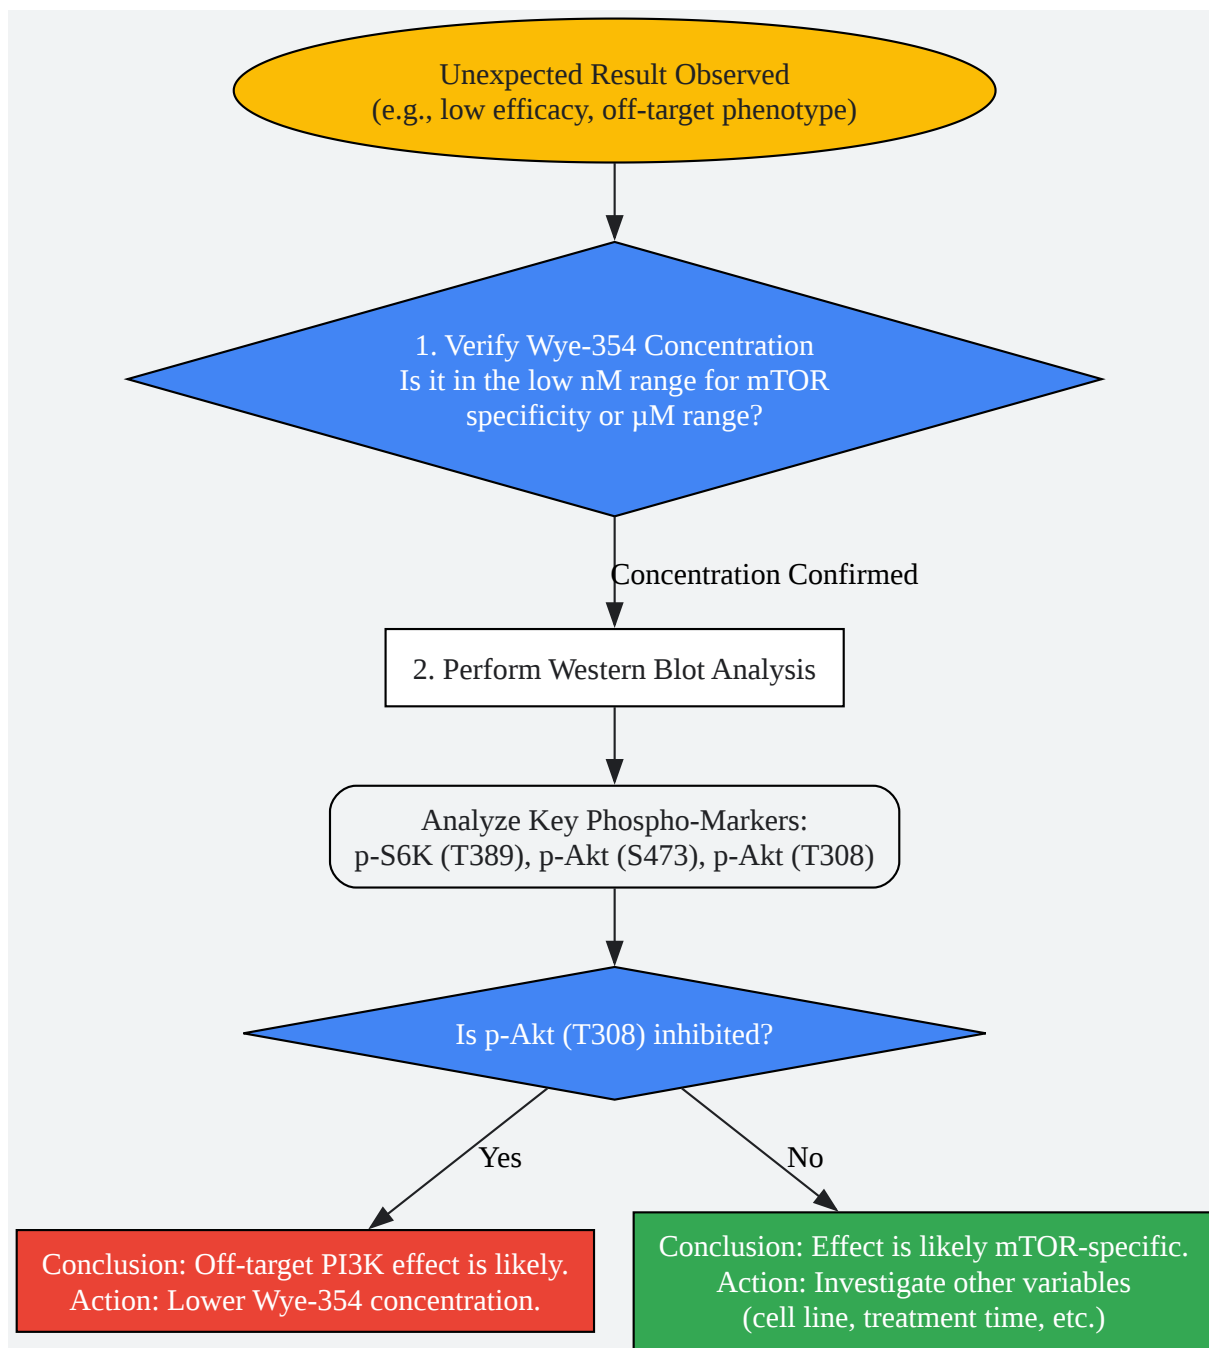 Unexpected Result Observed
(e.g., low efficacy, off-target phenotype)
1. Verify Wye-354 Concentration
Is it in the low nM range for mTOR
specificity or µM range?
Concentration Confirmed
2. Perform Western Blot Analysis
Analyze Key Phospho-Markers:
p-S6K (T389), p-Akt (S473), p-Akt (T308)
Is p-Akt (T308) inhibited?
Yes
No
Conclusion: Off-target PI3K effect is likely.
Action: Lower Wye-354 concentration.
Conclusion: Effect is likely mTOR-specific.
Action: Investigate other variables
(cell line, treatment time, etc.)